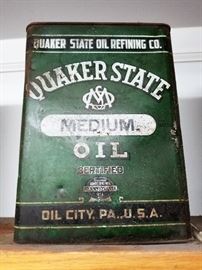 QUAKER STATE OIL REFINING CO.
QUAKER STATE
MEDIUM
OIL
CERTIFIED
OIL CITY, PA., U.S.A.